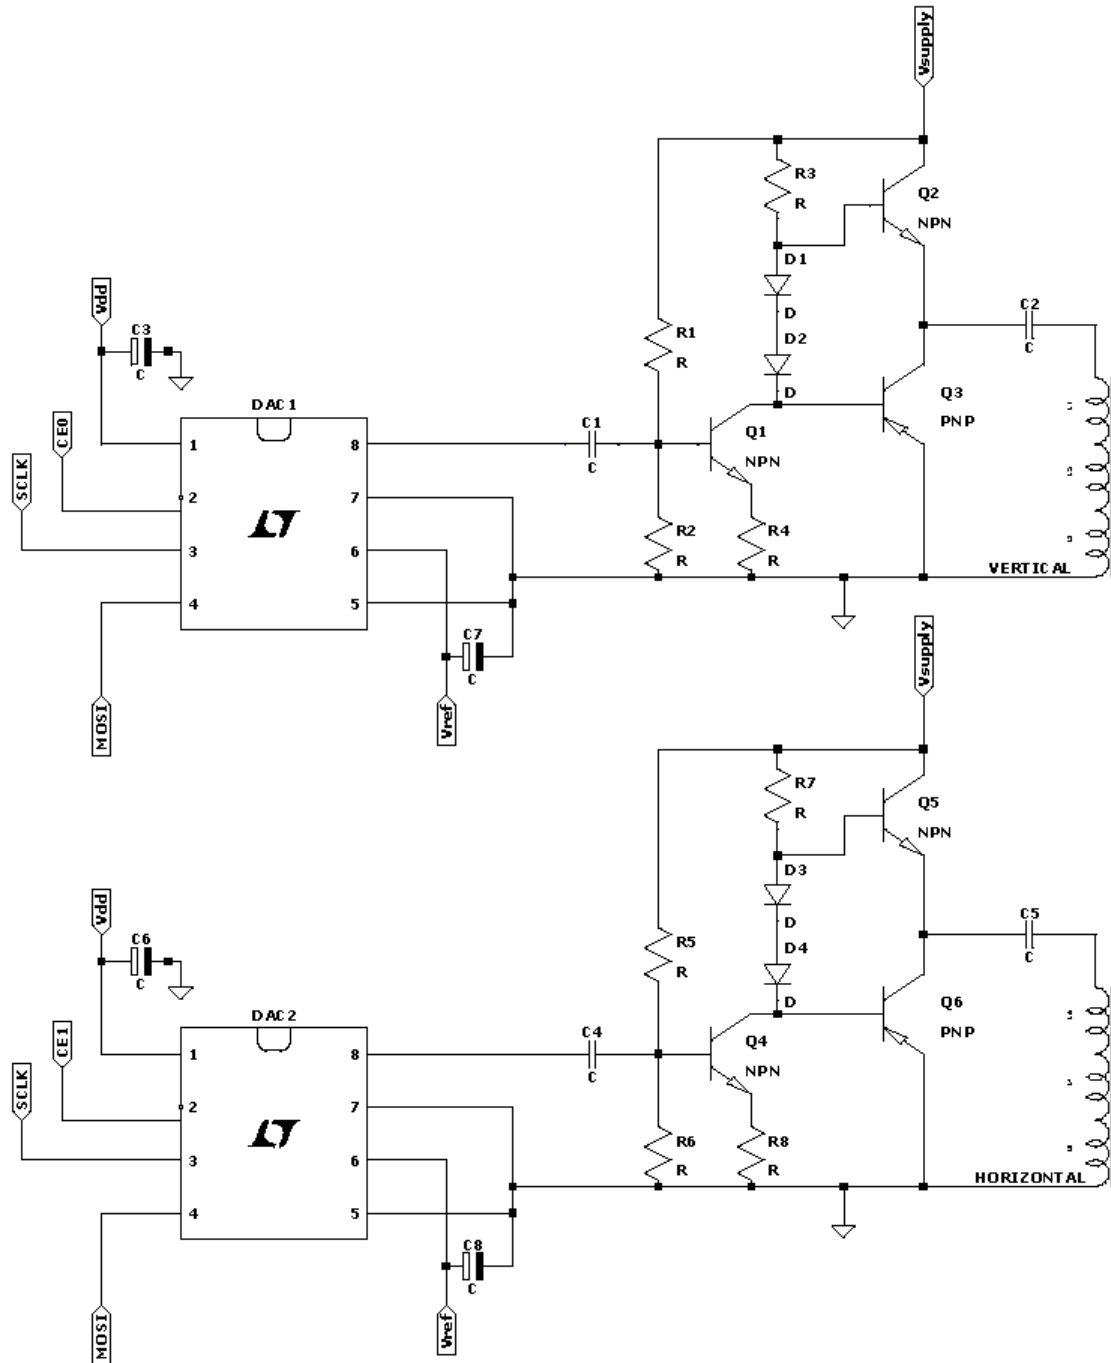 Vsupply
R3
R
Q2
NPN
D1
D
D2
D
R1
R
Q3
PNP
C2
C
Vdd
C3
C
CE0
SCLK
DAC1
1
2
3
4
8
7
6
5
C1
C
Q1
NPN
R2
R
R4
R
VERTICAL
C7
C
MOSI
Vref
Vsupply
R7
R
Q5
NPN
D3
D
D4
D
R5
R
Q6
PNP
C5
C
Vdd
C6
C
CE1
SCLK
DAC2
1
2
3
4
8
7
6
5
C4
C
Q4
NPN
R6
R
R8
R
HORIZONTAL
C8
C
MOSI
Vref